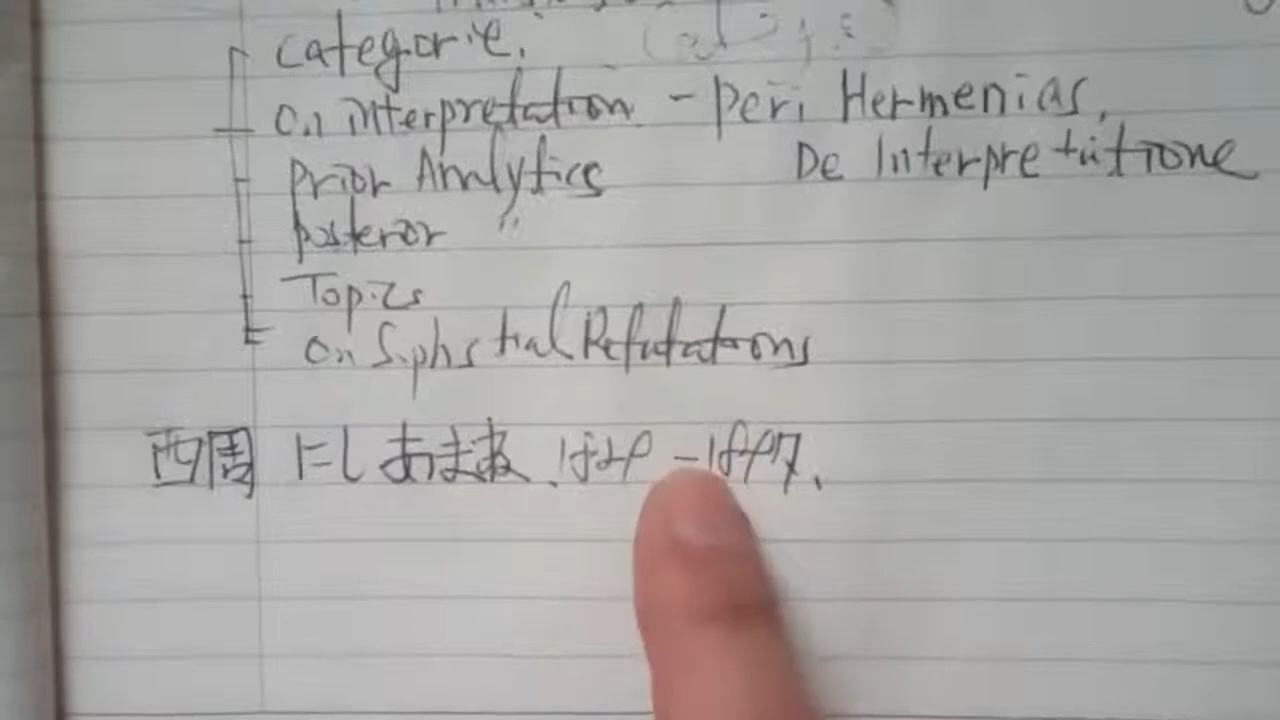 categorie.
On interpretation - Peri Hermenias,
De Interpretatione
Prior Analytics
posterior "
Topics
On Sophstial Refutations
西周 にしあまね. 1829-1897.